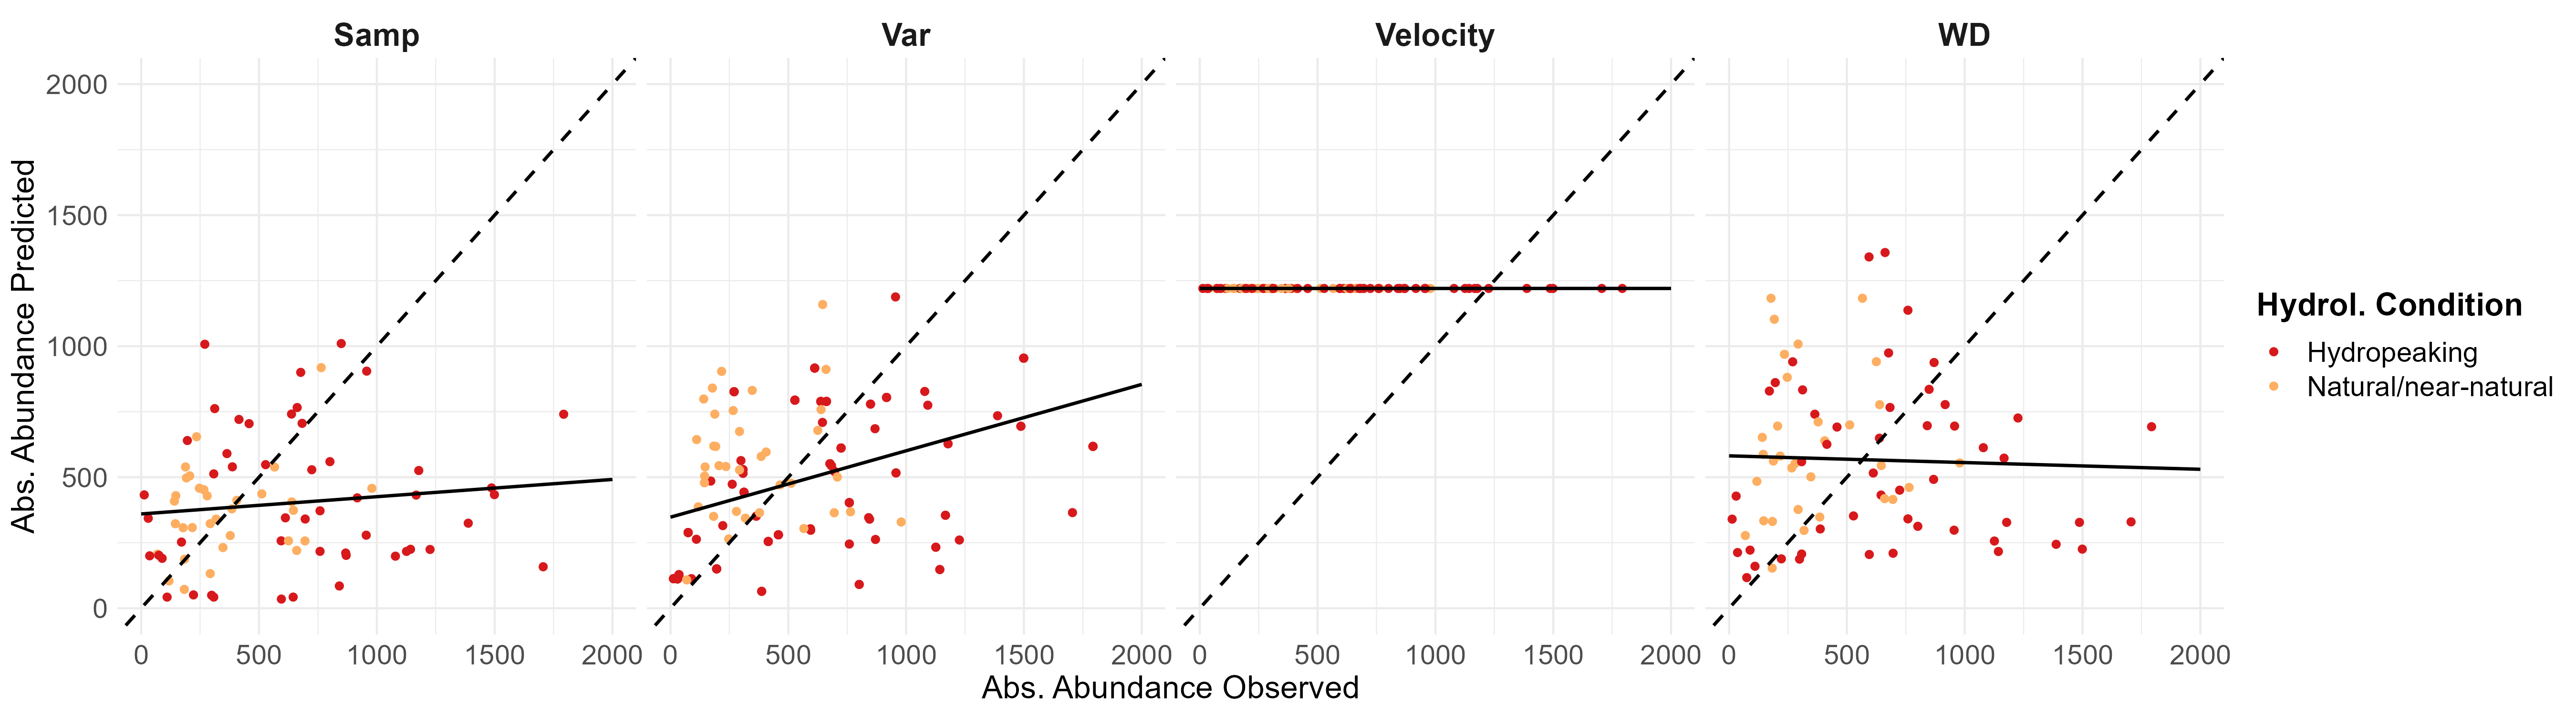 Samp Var Velocity WD
Abs. Abundance Predicted
2000
1500
1000
500
0
0 500 1000 1500 2000 0 500 1000 1500 2000 0 500 1000 1500 2000 0 500 1000 1500 2000
Abs. Abundance Observed
Hydrol. Condition
Hydropeaking
Natural/near-natural